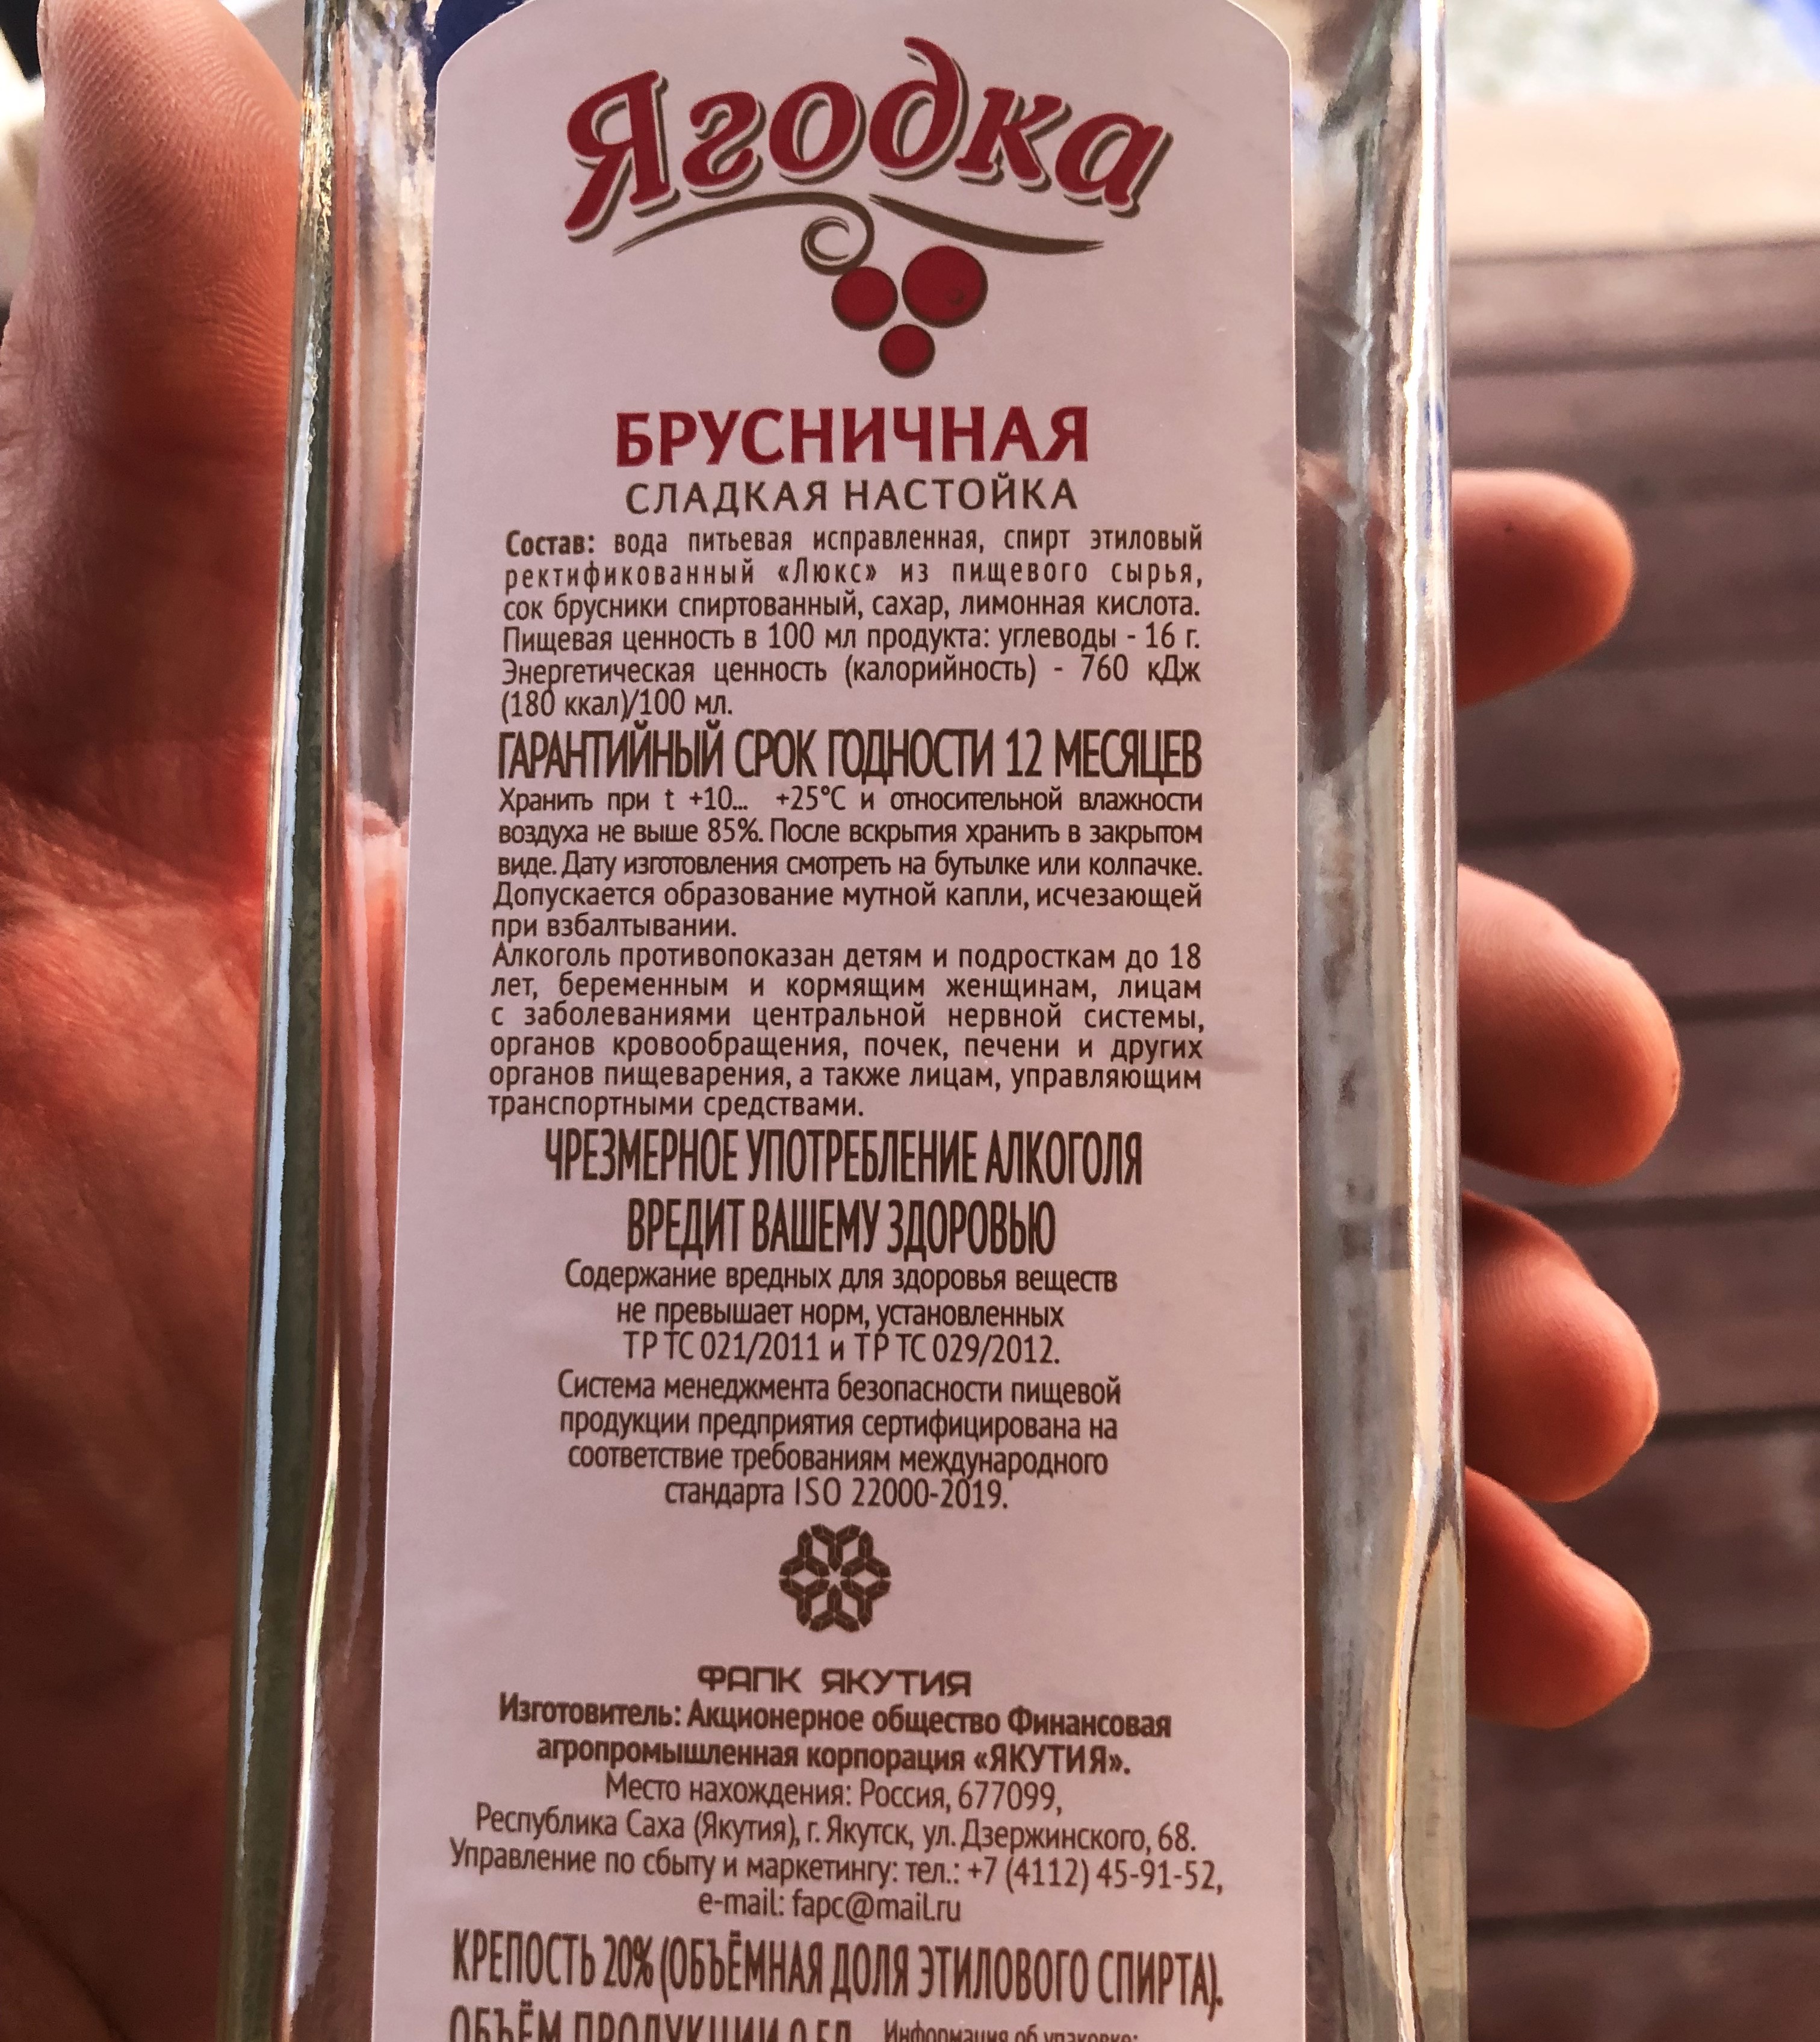 Ягодка
БРУСНИЧНАЯ
СЛАДКАЯ НАСТОЙКА
Состав: вода питьевая исправленная, спирт этиловый
ректификованный «Люкс» из пищевого сырья,
сок брусники спиртованный, сахар, лимонная кислота.
Пищевая ценность в 100 мл продукта: углеводы - 16 г.
Энергетическая ценность (калорийность) - 760 кДж
(180 ккал)/100 мл.
ГАРАНТИЙНЫЙ СРОК ГОДНОСТИ 12 МЕСЯЦЕВ
Хранить при t +10... +25°С и относительной влажности
воздуха не выше 85%. После вскрытия хранить в закрытом
виде. Дату изготовления смотреть на бутылке или колпачке.
Допускается образование мутной капли, исчезающей
при взбалтывании.
Алкоголь противопоказан детям и подросткам до 18
лет, беременным и кормящим женщинам, лицам
с заболеваниями центральной нервной системы,
органов кровообращения, почек, печени и других
органов пищеварения, а также лицам, управляющим
транспортными средствами.
ЧРЕЗМЕРНОЕ УПОТРЕБЛЕНИЕ АЛКОГОЛЯ
ВРЕДИТ ВАШЕМУ ЗДОРОВЬЮ
Содержание вредных для здоровья веществ
не превышает норм, установленных
ТР ТС 021/2011 и ТР ТС 029/2012.
Система менеджмента безопасности пищевой
продукции предприятия сертифицирована на
соответствие требованиям международного
стандарта ISO 22000-2019.
ФАПК ЯКУТИЯ
Изготовитель: Акционерное общество Финансовая
агропромышленная корпорация «ЯКУТИЯ».
Место нахождения: Россия, 677099,
Республика Саха (Якутия), г. Якутск, ул. Дзержинского, 68.
Управление по сбыту и маркетингу: тел.: +7 (4112) 45-91-52,
e-mail: fapc@mail.ru
КРЕПОСТЬ 20% (ОБЪЁМНАЯ ДОЛЯ ЭТИЛОВОГО СПИРТА).
ОБЪЁМ ПРОДУКЦИИ 0,5Л Информация об упаковке: